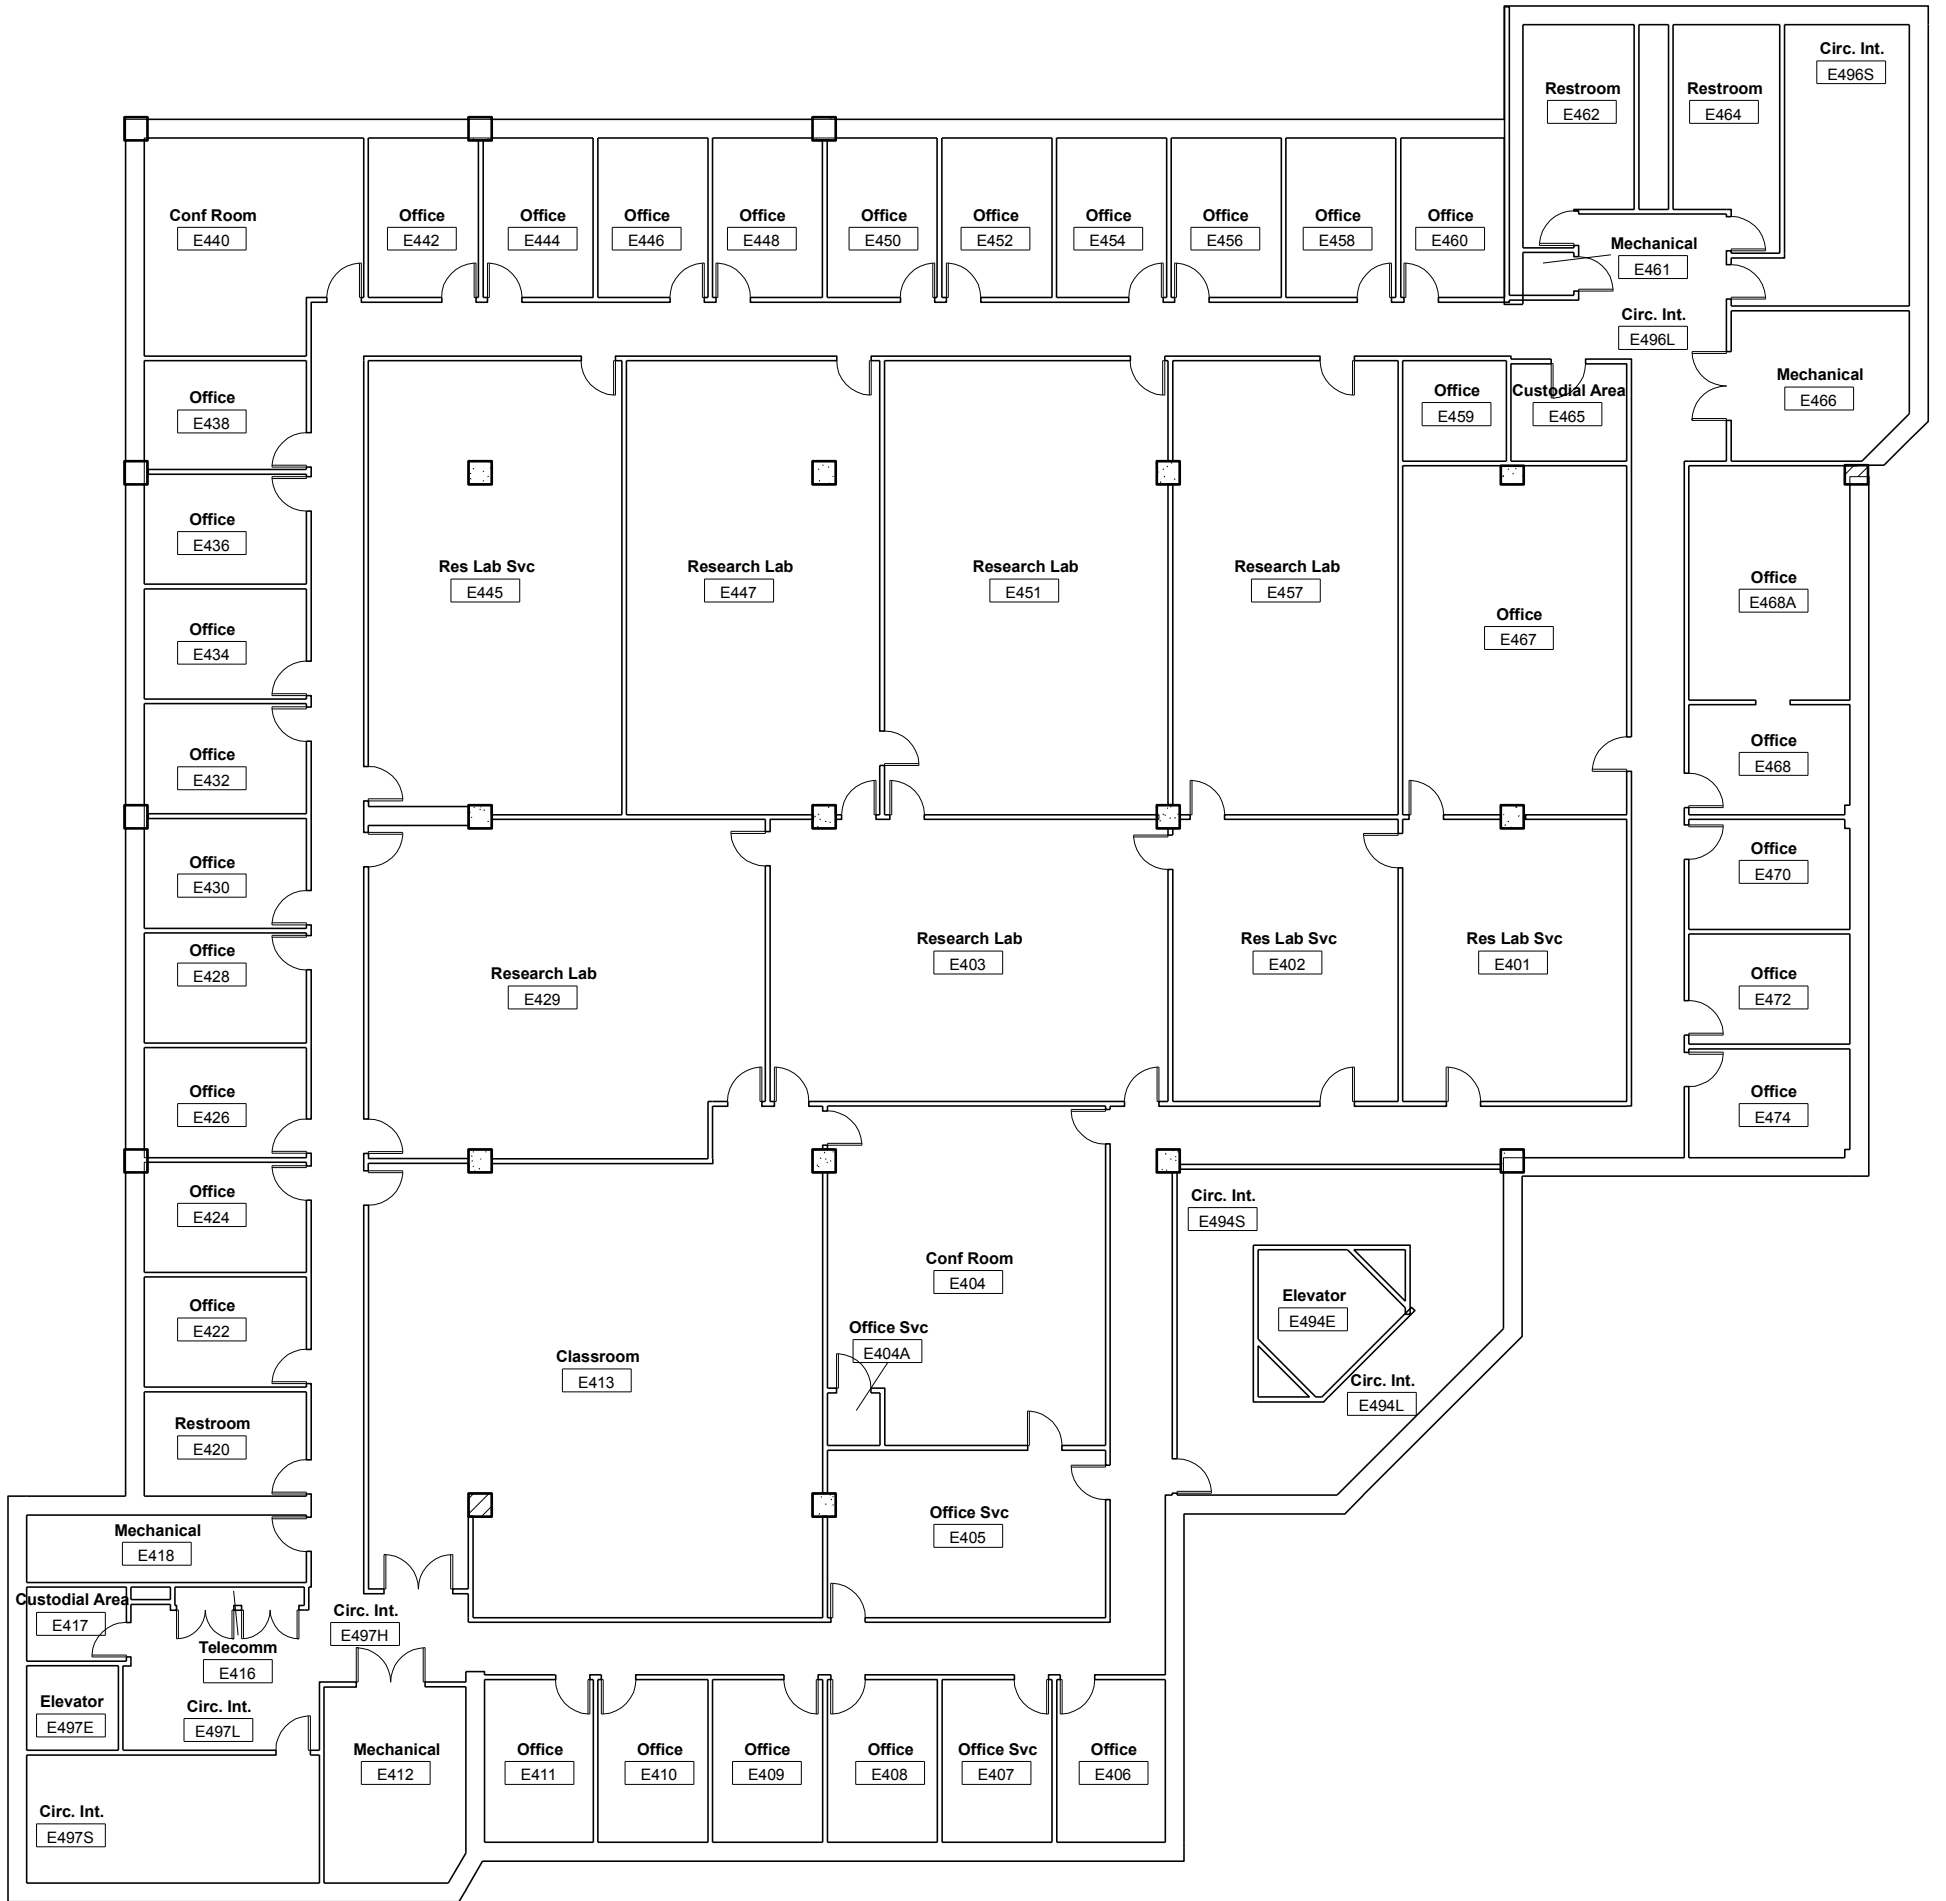 Circ. Int.
E496S
Restroom
E462
Restroom
E464
Conf Room
E440
Office
E442
Office
E444
Office
E446
Office
E448
Office
E450
Office
E452
Office
E454
Office
E456
Office
E458
Office
E460
Mechanical
E461
Circ. Int.
E496L
Office
E438
Office
E459
Custodial Area
E465
Mechanical
E466
Office
E436
Res Lab Svc
E445
Research Lab
E447
Research Lab
E451
Research Lab
E457
Office
E468A
Office
E467
Office
E434
Office
E432
Office
E468
Office
E430
Office
E470
Office
E428
Research Lab
E429
Research Lab
E403
Res Lab Svc
E402
Res Lab Svc
E401
Office
E472
Office
E426
Office
E474
Office
E424
Circ. Int.
E494S
Conf Room
E404
Elevator
E494E
Office
E422
Office Svc
E404A
Classroom
E413
Circ. Int.
E494L
Restroom
E420
Office Svc
E405
Mechanical
E418
Custodial Area
E417
Circ. Int.
E497H
Telecomm
E416
Elevator
E497E
Circ. Int.
E497L
Mechanical
E412
Office
E411
Office
E410
Office
E409
Office
E408
Office Svc
E407
Office
E406
Circ. Int.
E497S